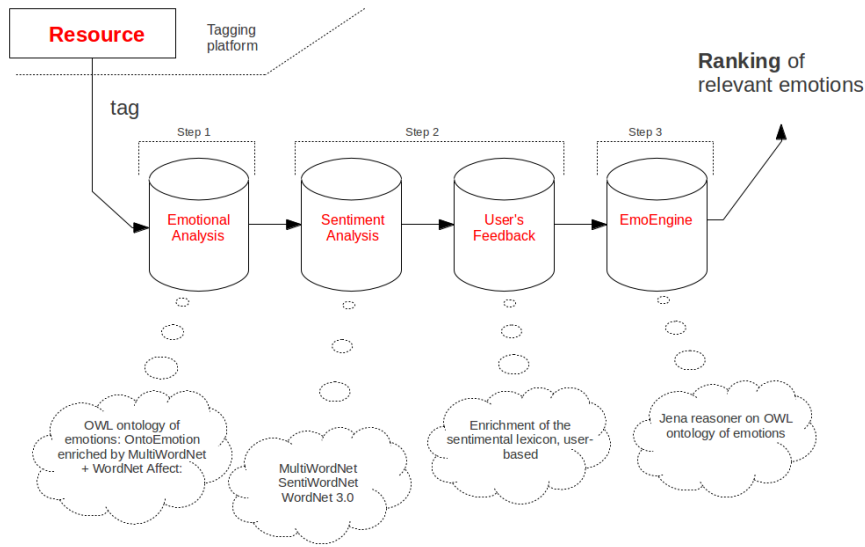 Resource
Tagging
platform
Ranking of
relevant emotions
tag
Step 1
Step 2
Step 3
Emotional
Analysis
Sentiment
Analysis
User's
Feedback
EmoEngine
OWL ontology of
emotions: OntoEmotion
enriched by MultiWordNet
+ WordNet Affect:
MultiWordNet
SentiWordNet
WordNet 3.0
Enrichment of the
sentimental lexicon, user-
based
Jena reasoner on OWL
ontology of emotions